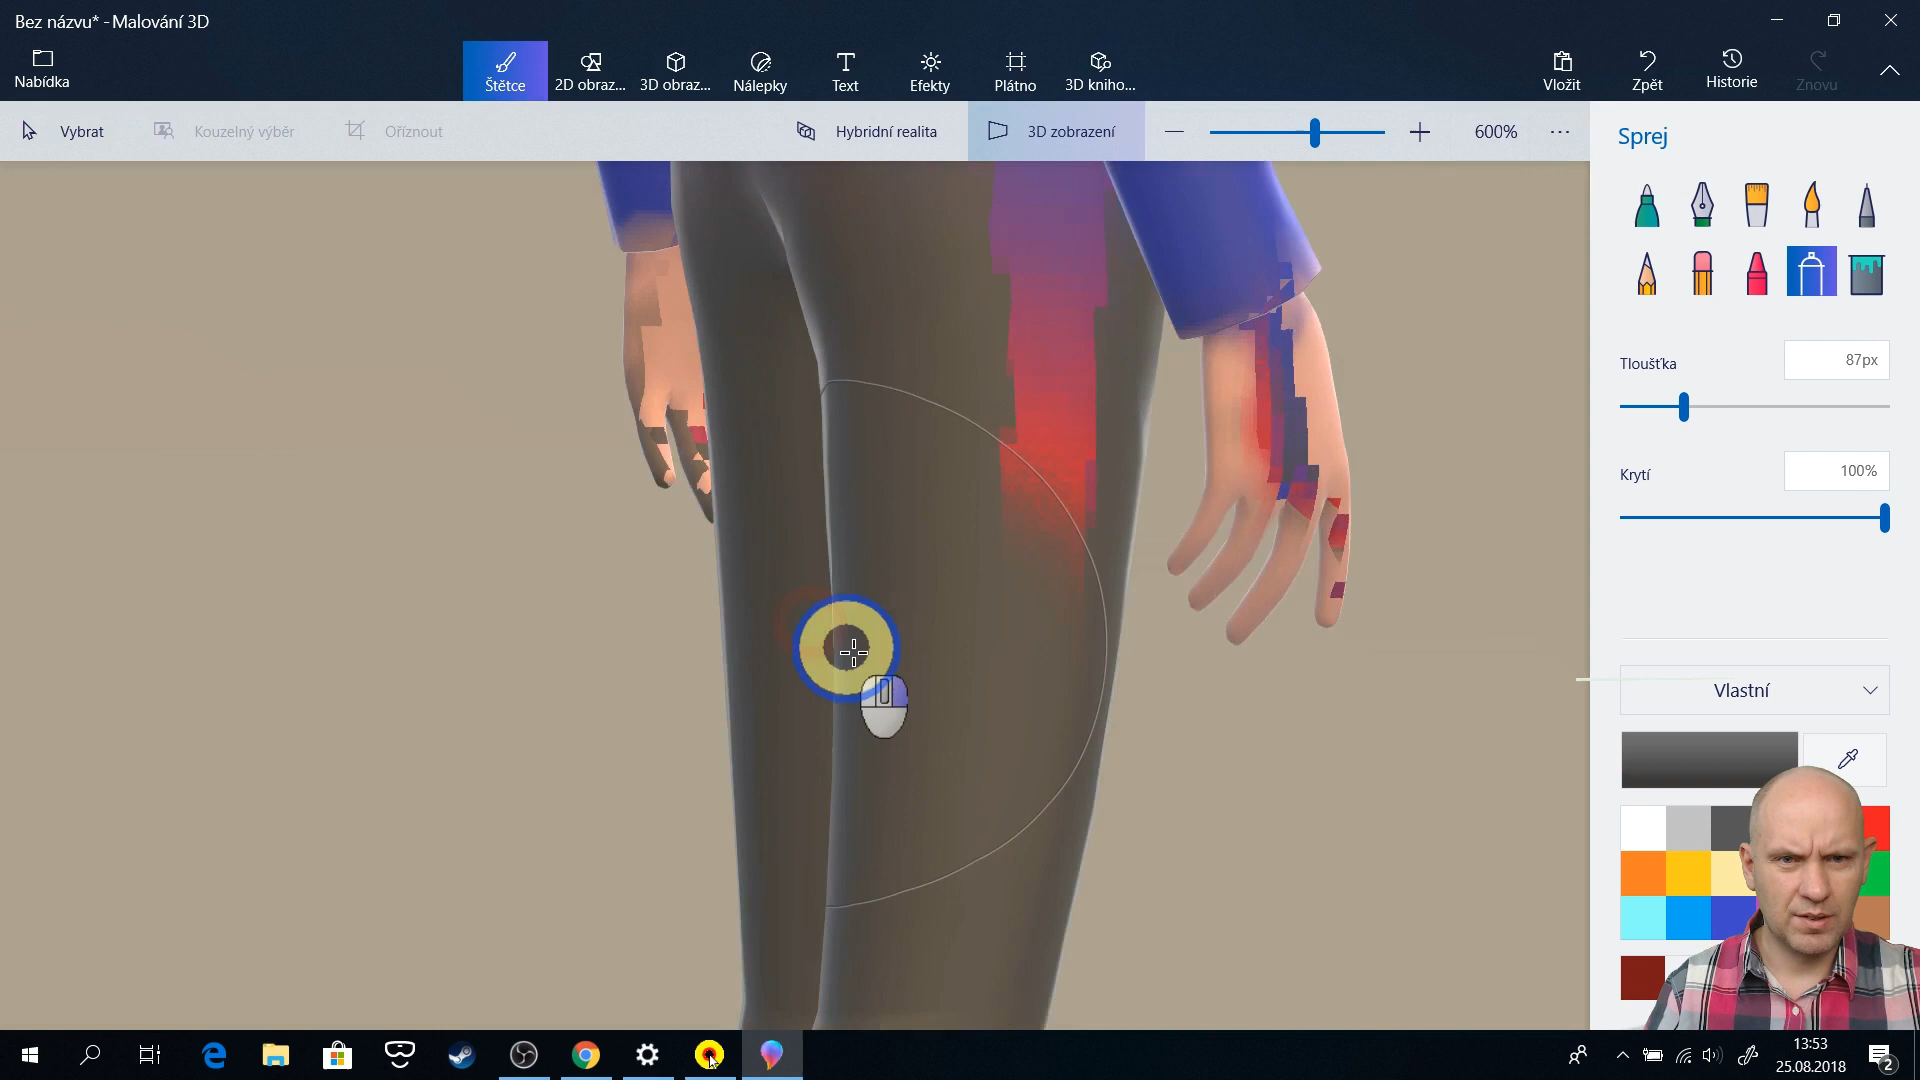 Bez názvu* - Malování 3D
Nabídka
Štětce
2D obraz...
3D obraz...
Nálepky
Text
Efekty
Plátno
3D kniho...
Vložit
Zpět
Historie
Znovu
Vybrat
Kouzelný výběr
Oříznout
Hybridní realita
3D zobrazení
600%
Sprej
Tloušťka
87px
Krytí
100%
Vlastní
13:53
25.08.2018
2